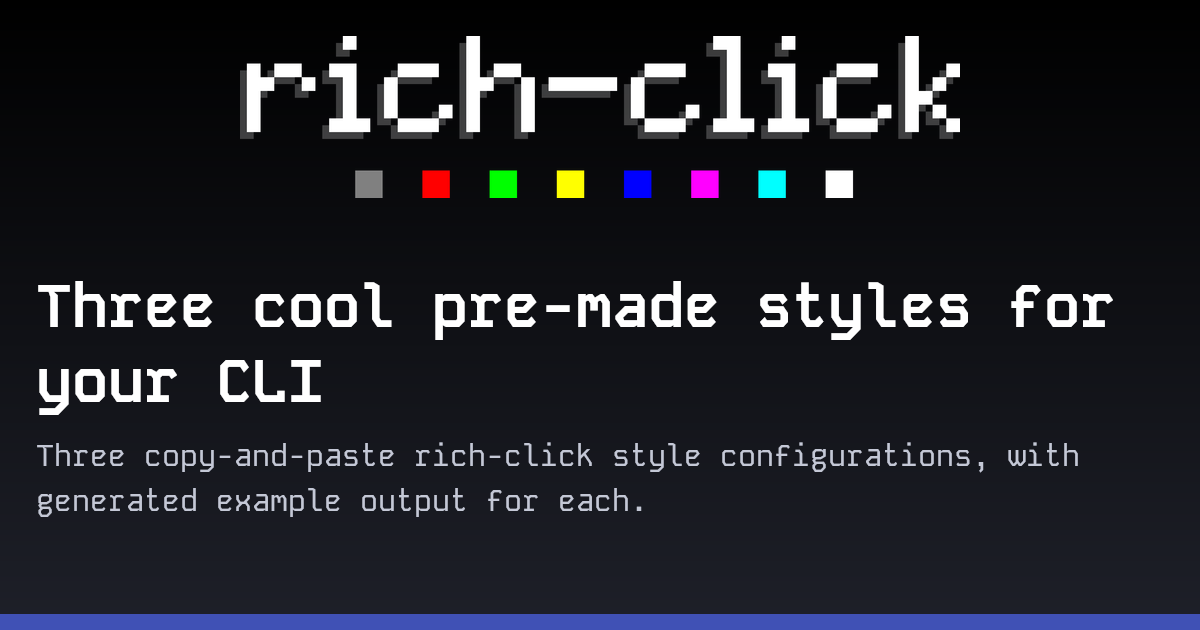 rich-click
Three cool pre-made styles for
your CLI
Three copy-and-paste rich-click style configurations, with
generated example output for each.